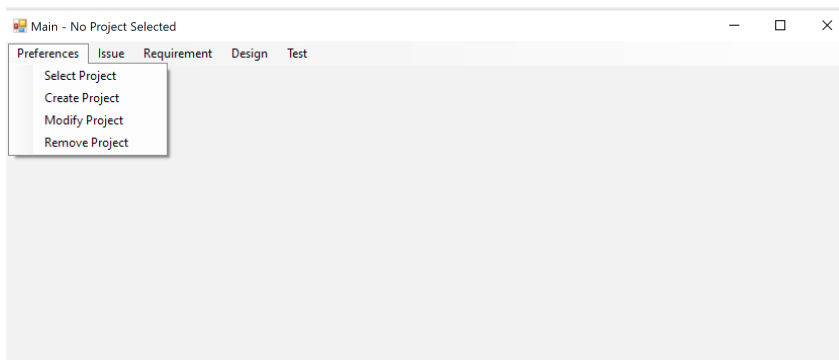 Main - No Project Selected
Preferences Issue Requirement Design Test
Select Project
Create Project
Modify Project
Remove Project